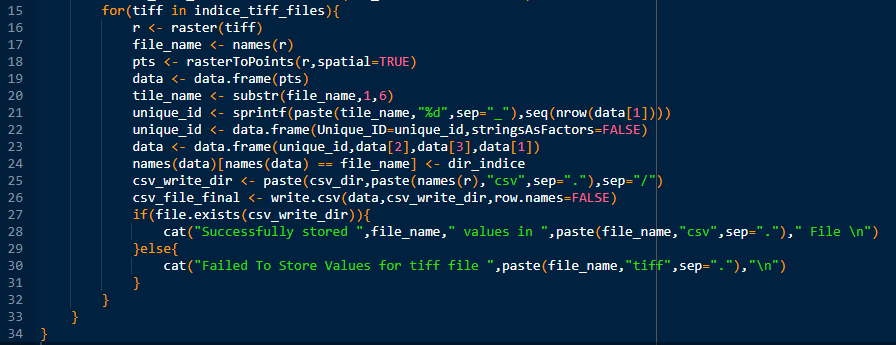 15 for(tiff in indice_tiff_files){
16 r <- raster(tiff)
17 file_name <- names(r)
18 pts <- rasterToPoints(r,spatial=TRUE)
19 data <- data.frame(pts)
20 tile_name <- substr(file_name,1,6)
21 unique_id <- sprintf(paste(tile_name,"%d",sep="_"),seq(nrow(data[1])))
22 unique_id <- data.frame(Unique_ID=unique_id,stringsAsFactors=FALSE)
23 data <- data.frame(unique_id,data[2],data[3],data[1])
24 names(data)[names(data) == file_name] <- dir_indice
25 csv_write_dir <- paste(csv_dir,paste(names(r),"csv",sep="."),sep="/")
26 csv_file_final <- write.csv(data,csv_write_dir,row.names=FALSE)
27 if(file.exists(csv_write_dir)){
28 cat("Successfully stored ",file_name," values in ",paste(file_name,"csv",sep=".")," File \n")
29 }else{
30 cat("Failed To Store Values for tiff file ",paste(file_name,"tiff",sep="."),"\n")
31 }
32 }
33 }
34 }